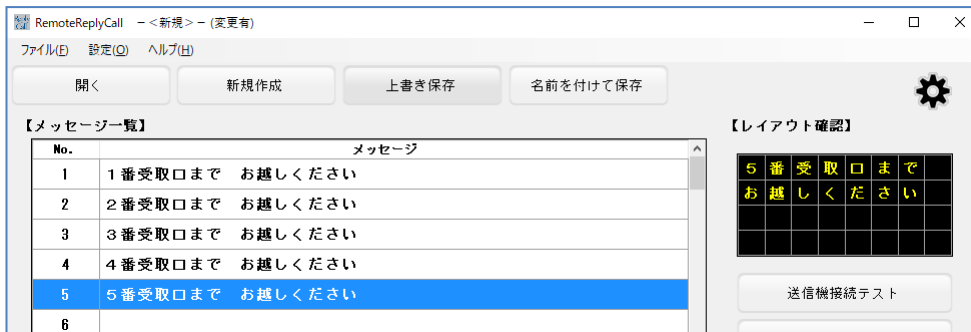 RemoteReplyCall －<新規>－ (変更有)
ファイル(F) 設定(O) ヘルプ(H)
開く 新規作成 上書き保存 名前を付けて保存
【メッセージ一覧】
No. メッセージ
1 １番受取口まで　お越しください
2 ２番受取口まで　お越しください
3 ３番受取口まで　お越しください
4 ４番受取口まで　お越しください
5 ５番受取口まで　お越しください
6
【レイアウト確認】
５番受取口まで
お越しください
送信機接続テスト